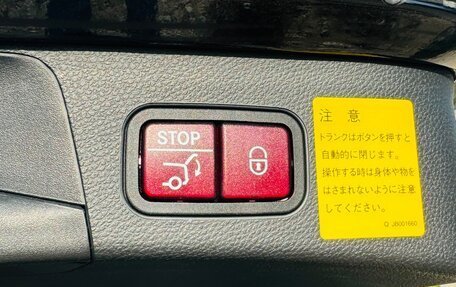 STOP
注 意
トランクはボタンを押すと
自動的に閉じます。
操作する時は身体や物を
はさまれないように注意
してください。
Q JB001660